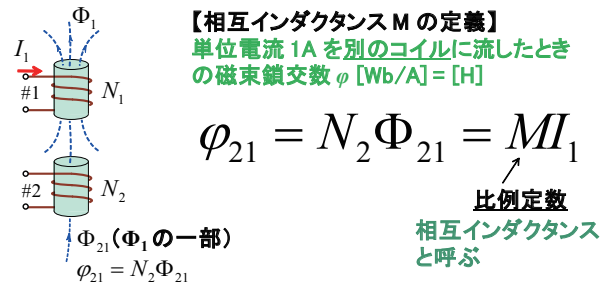 Φ₁
I₁
#1
N₁
#2
N₂
Φ₂₁(Φ₁の一部)
φ₂₁ = N₂Φ₂₁
【相互インダクタンス M の定義】
単位電流 1A を別のコイルに流したとき
の磁束鎖交数 φ [Wb/A] = [H]
φ₂₁ = N₂Φ₂₁ = MI₁
比例定数
相互インダクタンス
と呼ぶ